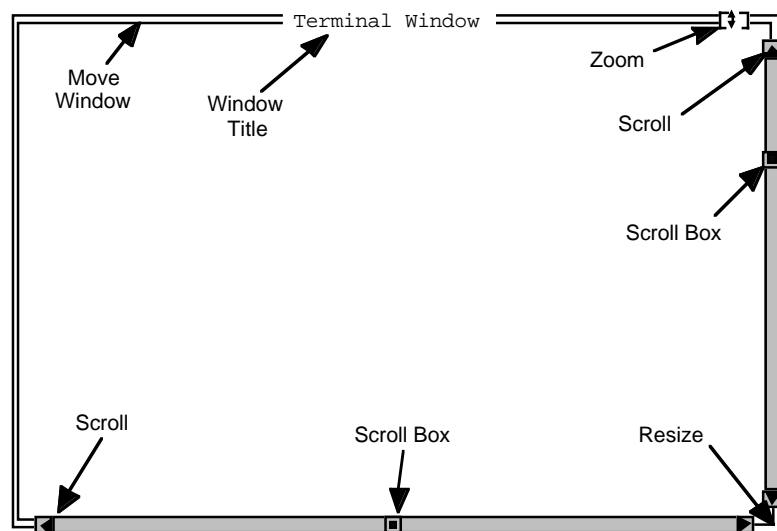 Terminal Window
Zoom
Move
Window
Window
Title
Scroll
Scroll Box
Scroll
Scroll Box
Resize